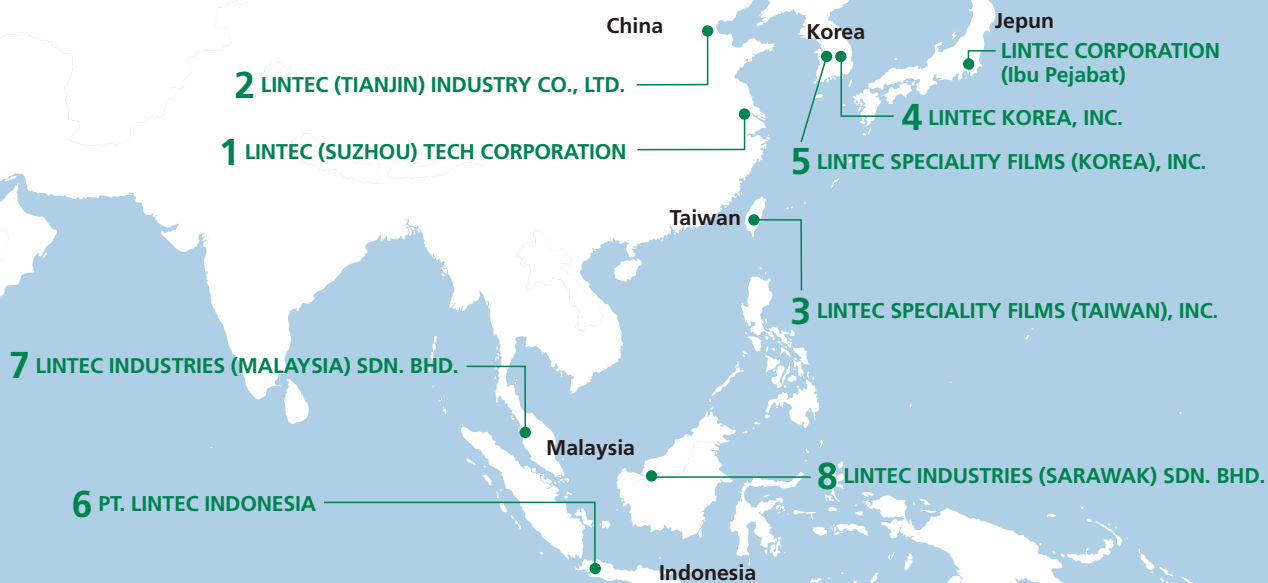 China
Korea
Jepun
LINTEC CORPORATION
(Ibu Pejabat)
2 LINTEC (TIANJIN) INDUSTRY CO., LTD.
4 LINTEC KOREA, INC.
1 LINTEC (SUZHOU) TECH CORPORATION
5 LINTEC SPECIALITY FILMS (KOREA), INC.
Taiwan
3 LINTEC SPECIALITY FILMS (TAIWAN), INC.
7 LINTEC INDUSTRIES (MALAYSIA) SDN. BHD.
Malaysia
8 LINTEC INDUSTRIES (SARAWAK) SDN. BHD.
6 PT. LINTEC INDONESIA
Indonesia